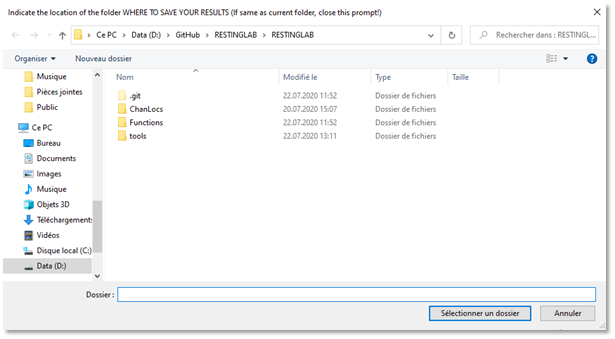 Indicate the location of the folder WHERE TO SAVE YOUR RESULTS (If same as current folder, close this prompt!)
Ce PC > Data (D:) > GitHub > RESTINGLAB > RESTINGLAB
Rechercher dans : RESTINGL...
Organiser
Nouveau dossier
Musique
Pièces jointes
Public
Ce PC
Bureau
Documents
Images
Musique
Objets 3D
Téléchargements
Vidéos
Disque local (C:)
Data (D:)
Nom Modifié le Type Taille
.git 22.07.2020 11:52 Dossier de fichiers
ChanLocs 20.07.2020 15:07 Dossier de fichiers
Functions 22.07.2020 11:52 Dossier de fichiers
tools 22.07.2020 13:11 Dossier de fichiers
Dossier :
Sélectionner un dossier
Annuler